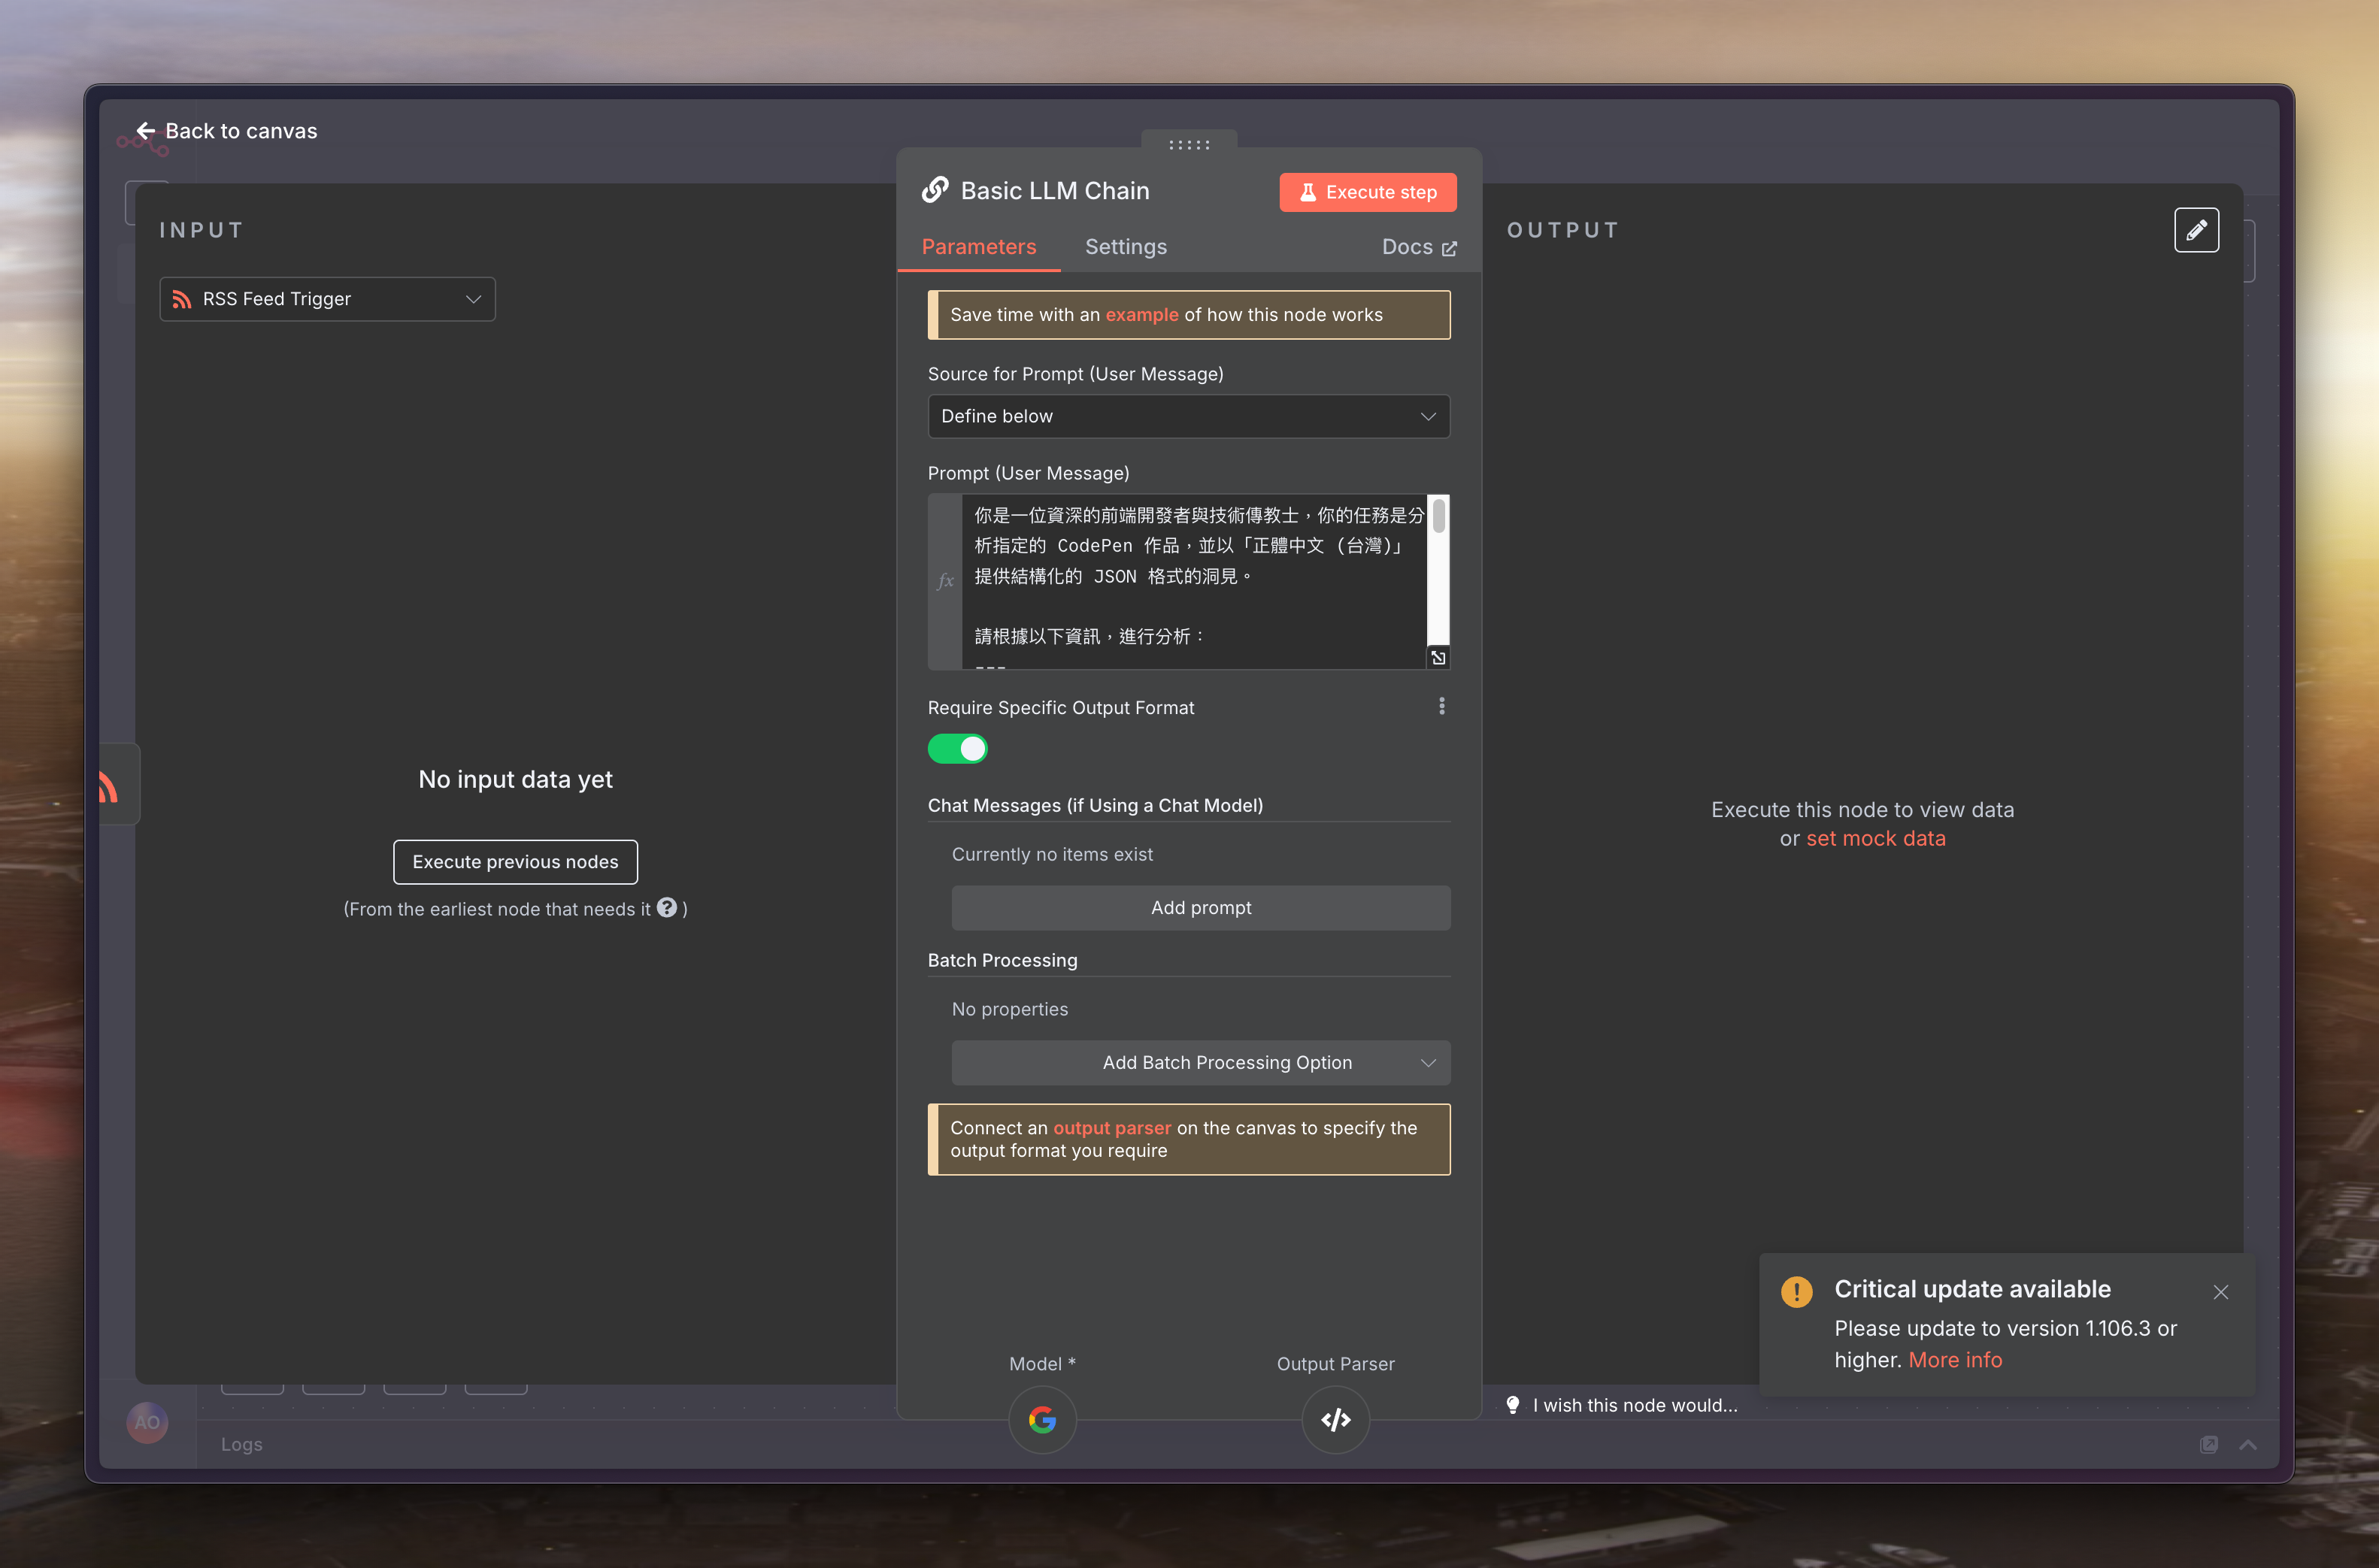 Back to canvas
INPUT
RSS Feed Trigger
No input data yet
Execute previous nodes
(From the earliest node that needs it ? )
Basic LLM Chain
Execute step
Parameters
Settings
Docs
Save time with an example of how this node works
Source for Prompt (User Message)
Define below
Prompt (User Message)
fx
你是一位資深的前端開發者與技術傳教士，你的任務是分
析指定的 CodePen 作品，並以「正體中文 (台灣)」
提供結構化的 JSON 格式的洞見。
請根據以下資訊，進行分析：
---
Require Specific Output Format
Chat Messages (if Using a Chat Model)
Currently no items exist
Add prompt
Batch Processing
No properties
Add Batch Processing Option
Connect an output parser on the canvas to specify the
output format you require
Model *
Output Parser
OUTPUT
Execute this node to view data
or set mock data
Critical update available
Please update to version 1.106.3 or
higher. More info
I wish this node would...
AO
Logs